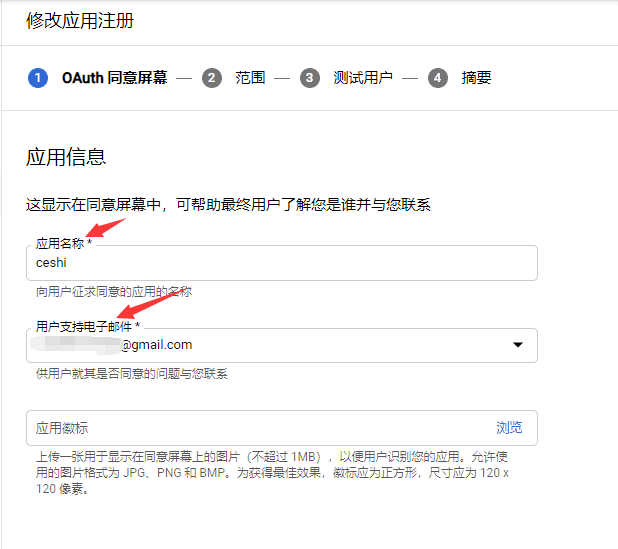 修改应用注册
1 OAuth 同意屏幕 — 2 范围 — 3 测试用户 — 4 摘要
应用信息
这显示在同意屏幕中，可帮助最终用户了解您是谁并与您联系
应用名称 *
ceshi
向用户征求同意的应用的名称
用户支持电子邮件 *
@gmail.com
供用户就其是否同意的问题与您联系
应用徽标 浏览
上传一张用于显示在同意屏幕上的图片（不超过 1MB），以便用户识别您的应用。允许使
用的图片格式为 JPG、PNG 和 BMP。为获得最佳效果，徽标应为正方形，尺寸应为 120 x
120 像素。